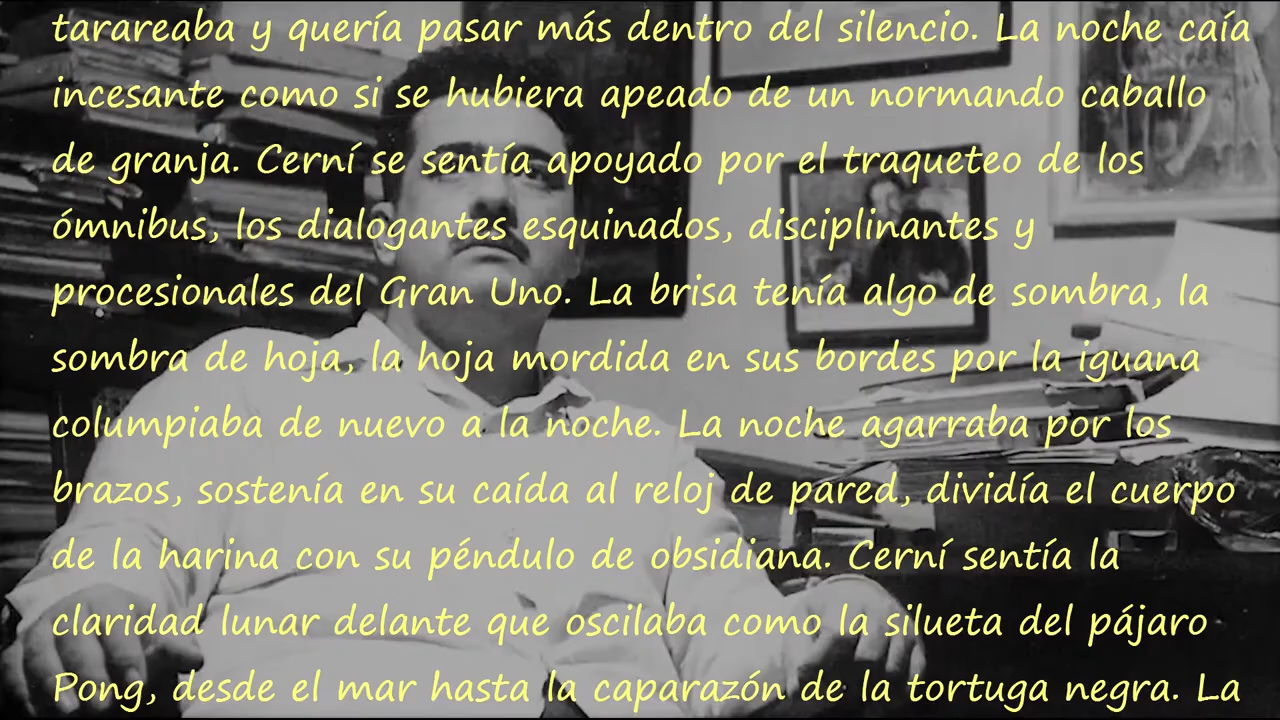 tarareaba y quería pasar más dentro del silencio. La noche caía
incesante como si se hubiera apeado de un normando caballo
de granja. Cerní se sentía apoyado por el traqueteo de los
ómnibus, los dialogantes esquinados, disciplinantes y
procesionales del Gran Uno. La brisa tenía algo de sombra, la
sombra de hoja, la hoja mordida en sus bordes por la iguana
columpiaba de nuevo a la noche. La noche agarraba por los
brazos, sostenía en su caída al reloj de pared, dividía el cuerpo
de la harina con su péndulo de obsidiana. Cerní sentía la
claridad lunar delante que oscilaba como la silueta del pájaro
Pong, desde el mar hasta la caparazón de la tortuga negra. La